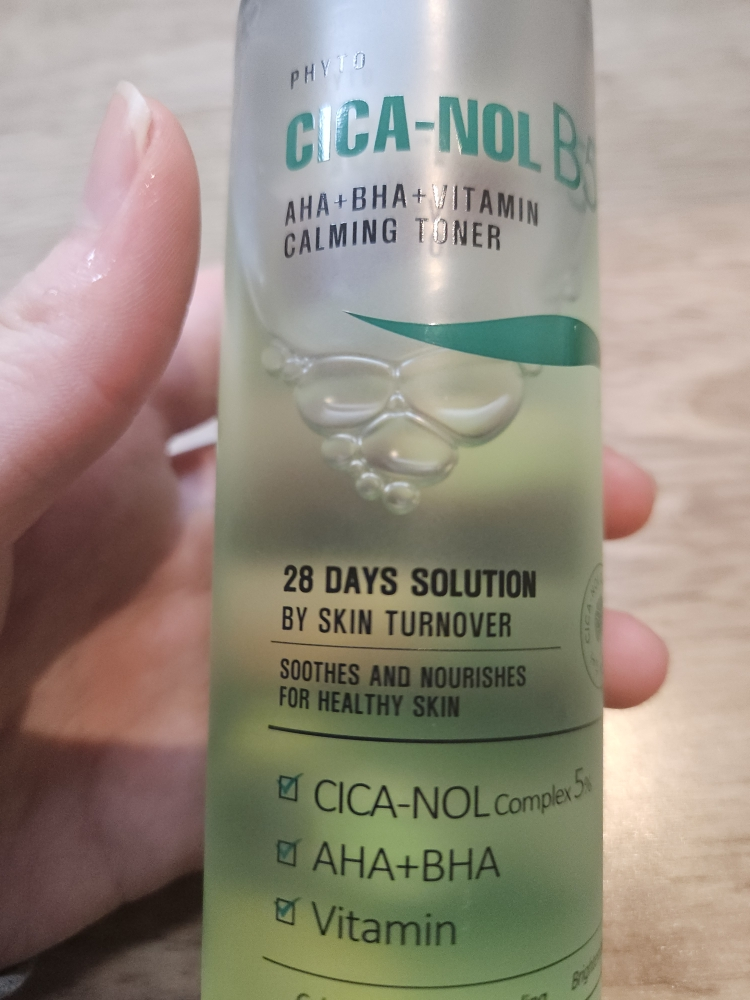 PHYTO
CICA-NOL B5
AHA+BHA+VITAMIN
CALMING TONER
28 DAYS SOLUTION
BY SKIN TURNOVER
SOOTHES AND NOURISHES
FOR HEALTHY SKIN
CICA-NOL Complex 5%
AHA+BHA
Vitamin